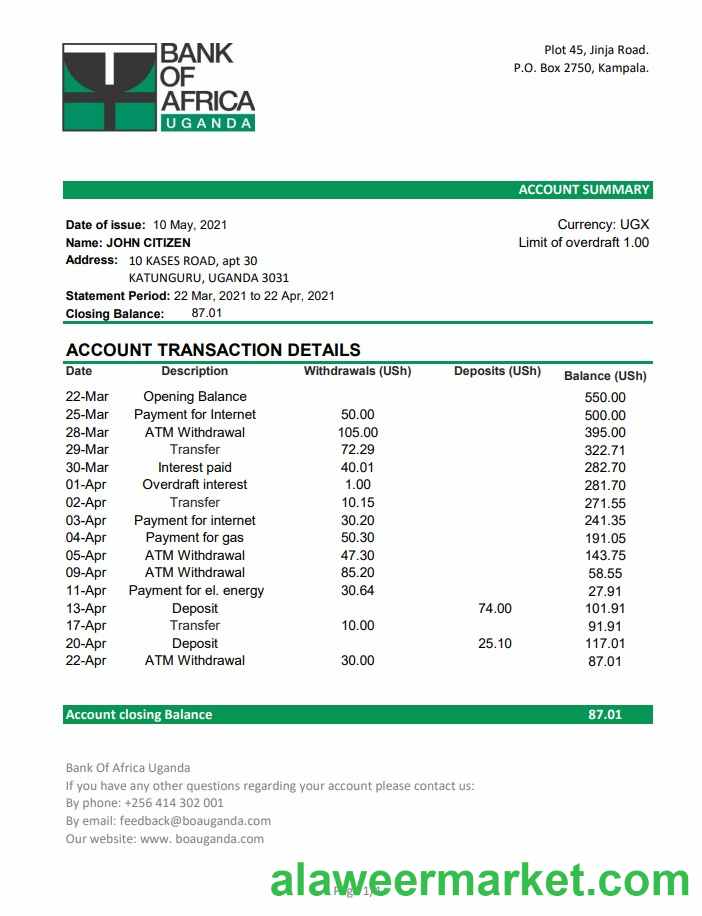 BANK
OF
AFRICA
UGANDA
Plot 45, Jinja Road.
P.O. Box 2750, Kampala.
ACCOUNT SUMMARY
Date of issue: 10 May, 2021
Currency: UGX
Name: JOHN CITIZEN
Limit of overdraft 1.00
Address: 10 KASES ROAD, apt 30
KATUNGURU, UGANDA 3031
Statement Period: 22 Mar, 2021 to 22 Apr, 2021
Closing Balance: 87.01
ACCOUNT TRANSACTION DETAILS
Date Description Withdrawals (USh) Deposits (USh) Balance (USh)
22-Mar Opening Balance 550.00
25-Mar Payment for Internet 50.00 500.00
28-Mar ATM Withdrawal 105.00 395.00
29-Mar Transfer 72.29 322.71
30-Mar Interest paid 40.01 282.70
01-Apr Overdraft interest 1.00 281.70
02-Apr Transfer 10.15 271.55
03-Apr Payment for internet 30.20 241.35
04-Apr Payment for gas 50.30 191.05
05-Apr ATM Withdrawal 47.30 143.75
09-Apr ATM Withdrawal 85.20 58.55
11-Apr Payment for el. energy 30.64 27.91
13-Apr Deposit 74.00 101.91
17-Apr Transfer 10.00 91.91
20-Apr Deposit 25.10 117.01
22-Apr ATM Withdrawal 30.00 87.01
Account closing Balance 87.01
Bank Of Africa Uganda
If you have any other questions regarding your account please contact us:
By phone: +256 414 302 001
By email: feedback@boauganda.com
Our website: www. boauganda.com
alaweermarket.com